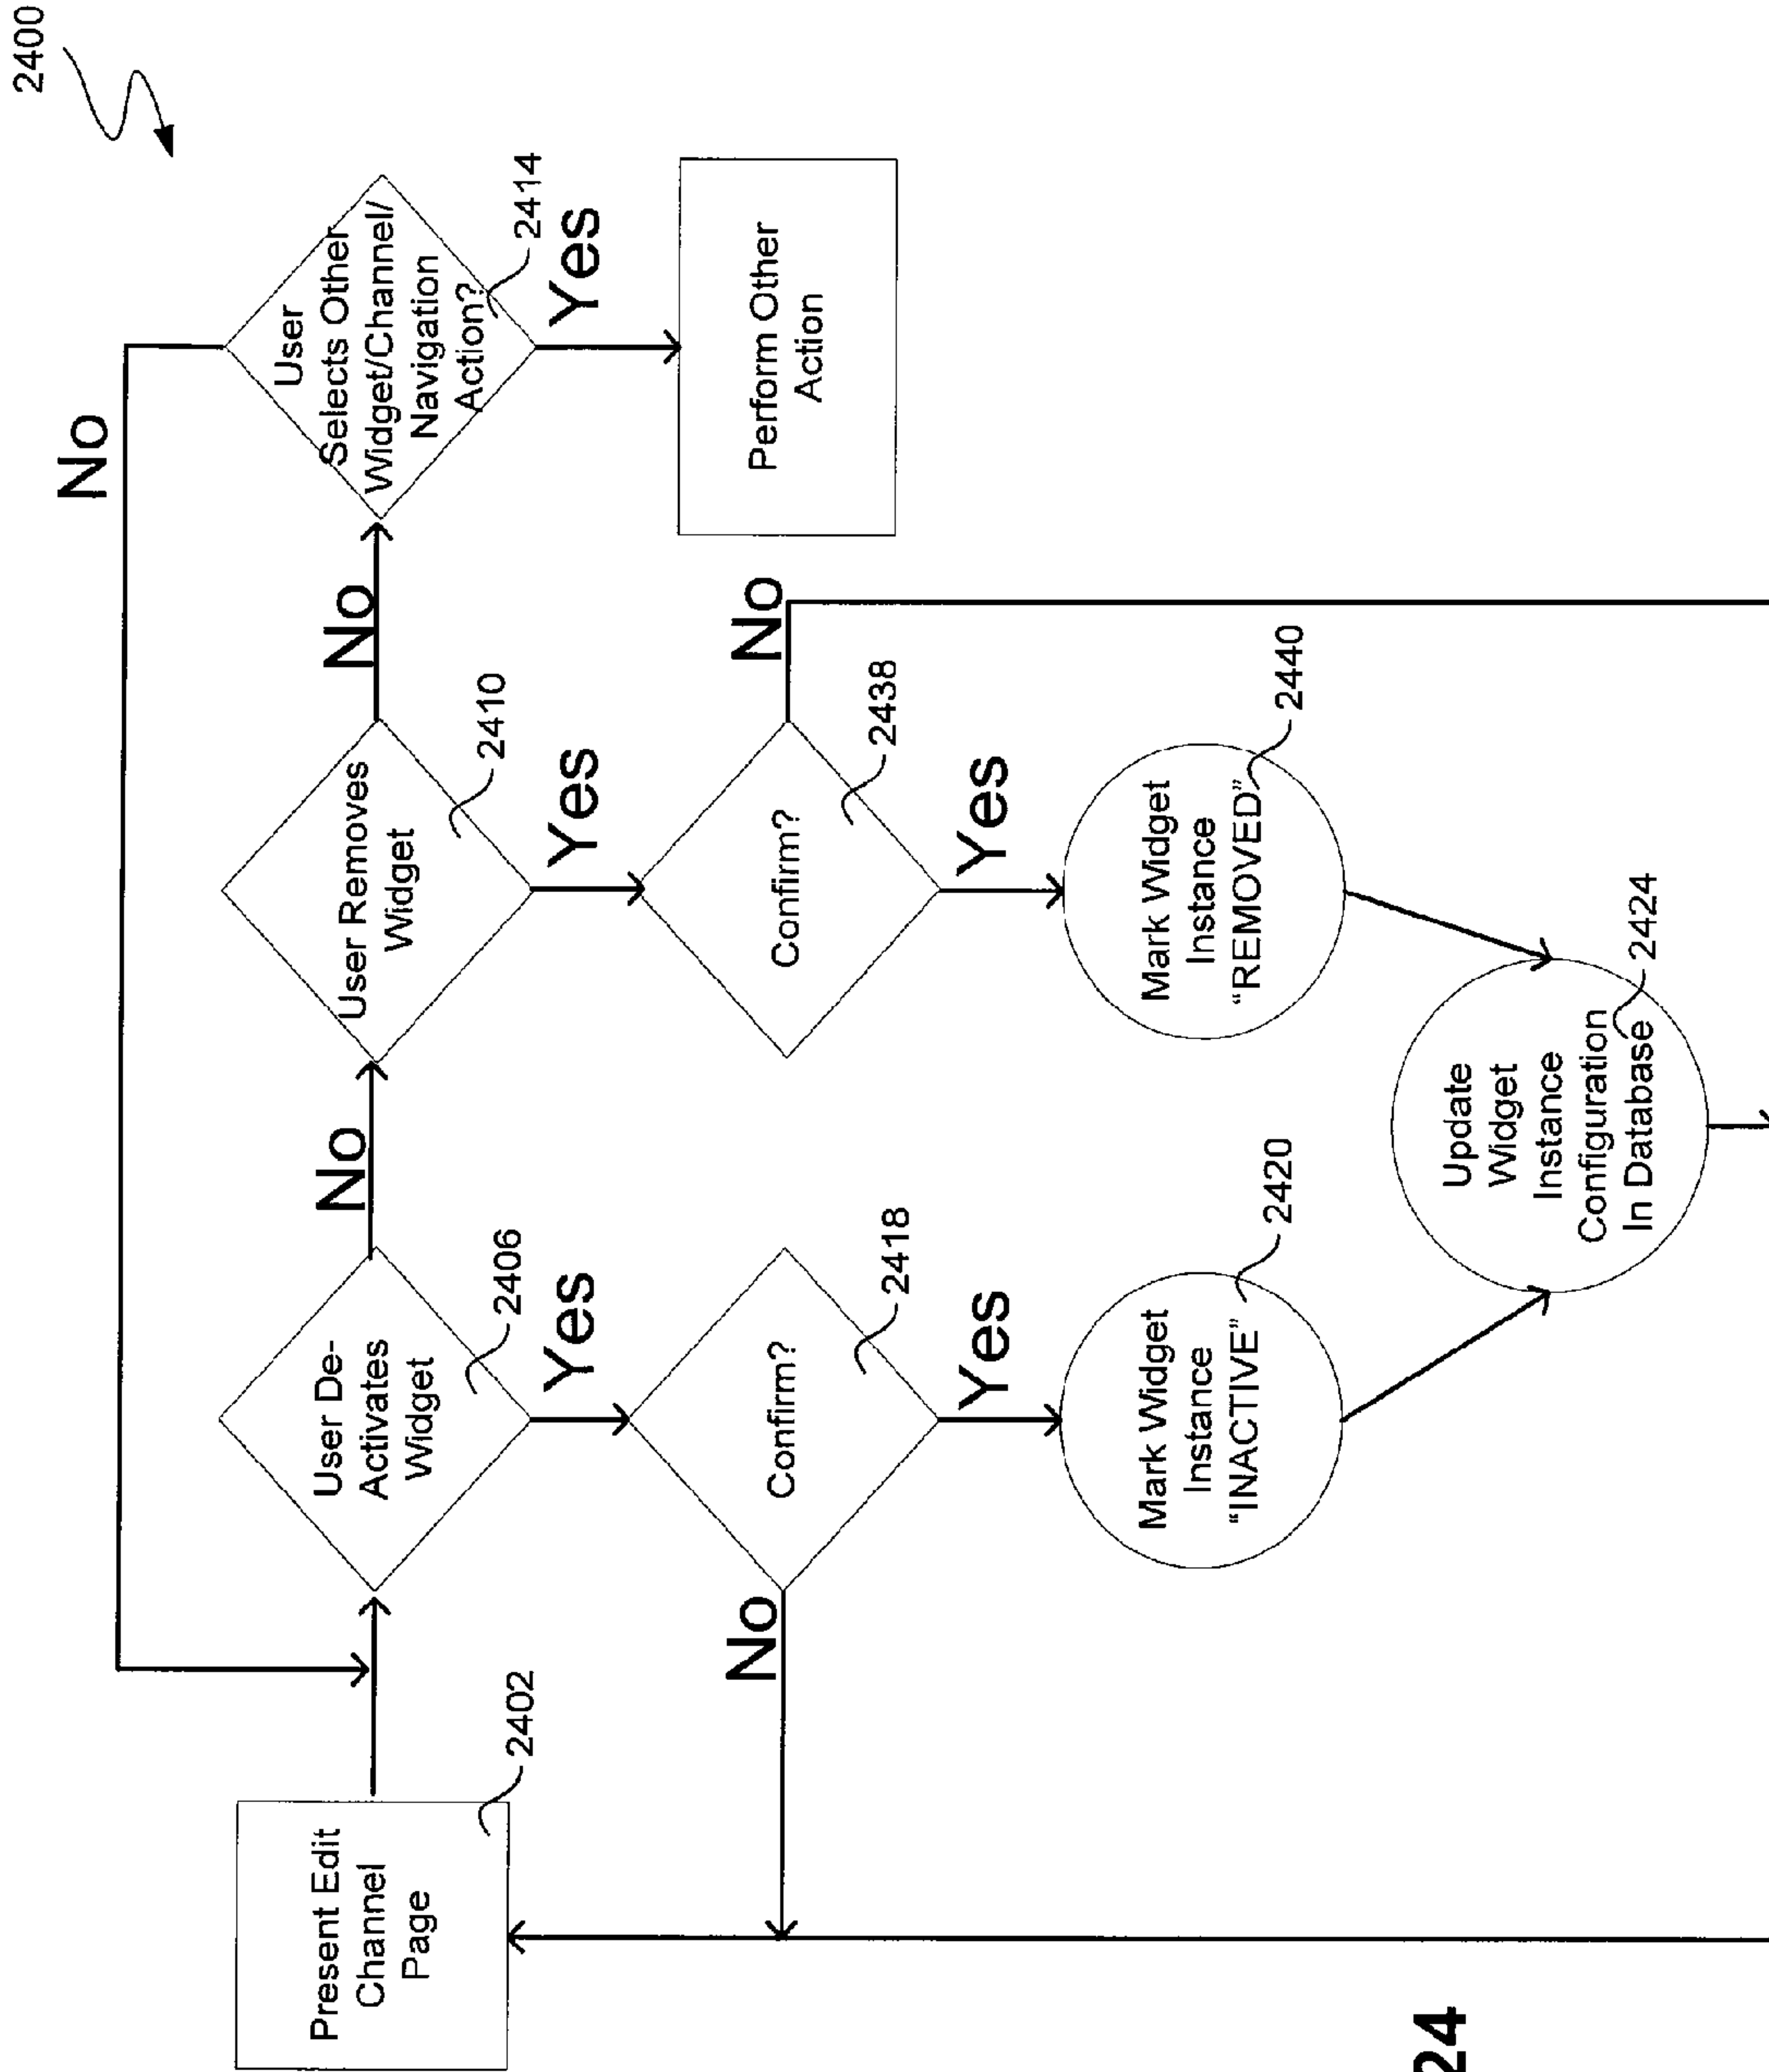 2400
No
Present Edit
Channel
Page
2402
User De-
Activates
Widget
2406
No
User Removes
Widget
2410
No
User
Selects Other
Widget/Channel/
Navigation
Action?
2414
Yes
Yes
Yes
Perform Other
Action
No
Confirm?
2418
Confirm?
2438
No
Yes
Yes
Mark Widget
Instance
“INACTIVE”
2420
Mark Widget
Instance
“REMOVED”
2440
Update
Widget
Instance
Configuration
In Database
2424
24